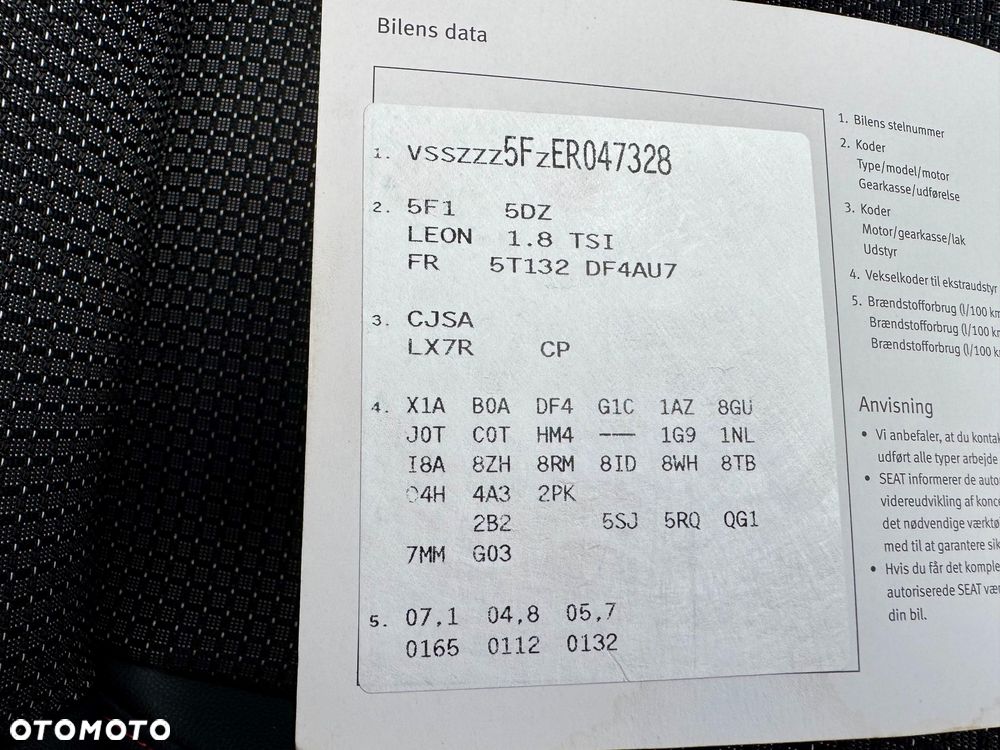 Bilens data
1. VSSZZZ5FZER047328
2. 5F1 5DZ
LEON 1.8 TSI
FR 5T132 DF4AU7
3. CJSA
LX7R CP
4. X1A B0A DF4 G1C 1AZ 8GU
J0T C0T HM4 --- 1G9 1NL
I8A 8ZH 8RM 8ID 8WH 8TB
04H 4A3 2PK
2B2 5SJ 5RQ QG1
7MM G03
5. 07,1 04,8 05,7
0165 0112 0132
1. Bilens stelnummer
2. Koder
Type/model/motor
Gearkasse/udførelse
3. Koder
Motor/gearkasse/lak
Udstyr
4. Vekselkoder til ekstraudstyr
5. Brændstofforbrug (l/100 km
Brændstofforbrug (l/100 k
Brændstofforbrug (l/100 k
Anvisning
• Vi anbefaler, at du kontak
udført alle typer arbejde
• SEAT informerer de autor
videreudvikling af konce
det nødvendige værktø
med til at garantere sik
• Hvis du får det komple
autoriserede SEAT vær
din bil.
OTOMOTO